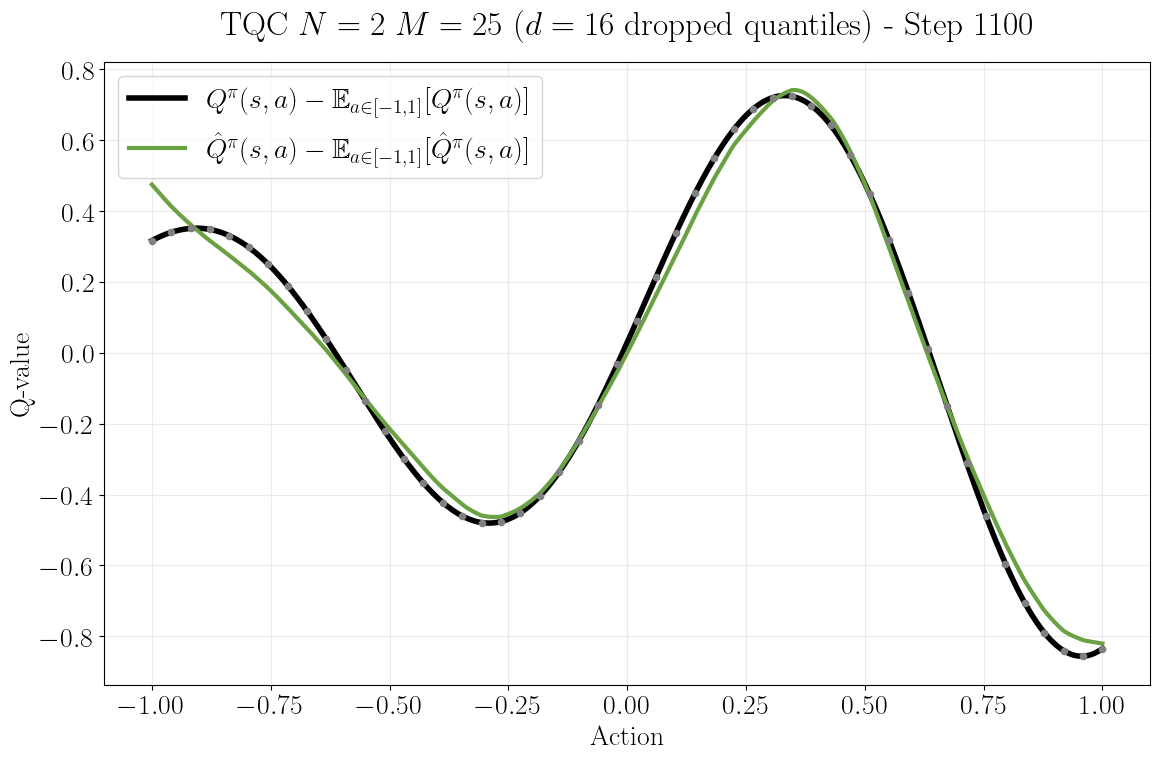 TQC N = 2 M = 25 (d = 16 dropped quantiles) - Step 1100
Q^π(s, a) − 𝔼_{a∈[−1,1]}[Q^π(s, a)]
Q̂^π(s, a) − 𝔼_{a∈[−1,1]}[Q̂^π(s, a)]
0.8
0.6
0.4
0.2
0.0
−0.2
−0.4
−0.6
−0.8
Q-value
−1.00 −0.75 −0.50 −0.25 0.00 0.25 0.50 0.75 1.00
Action